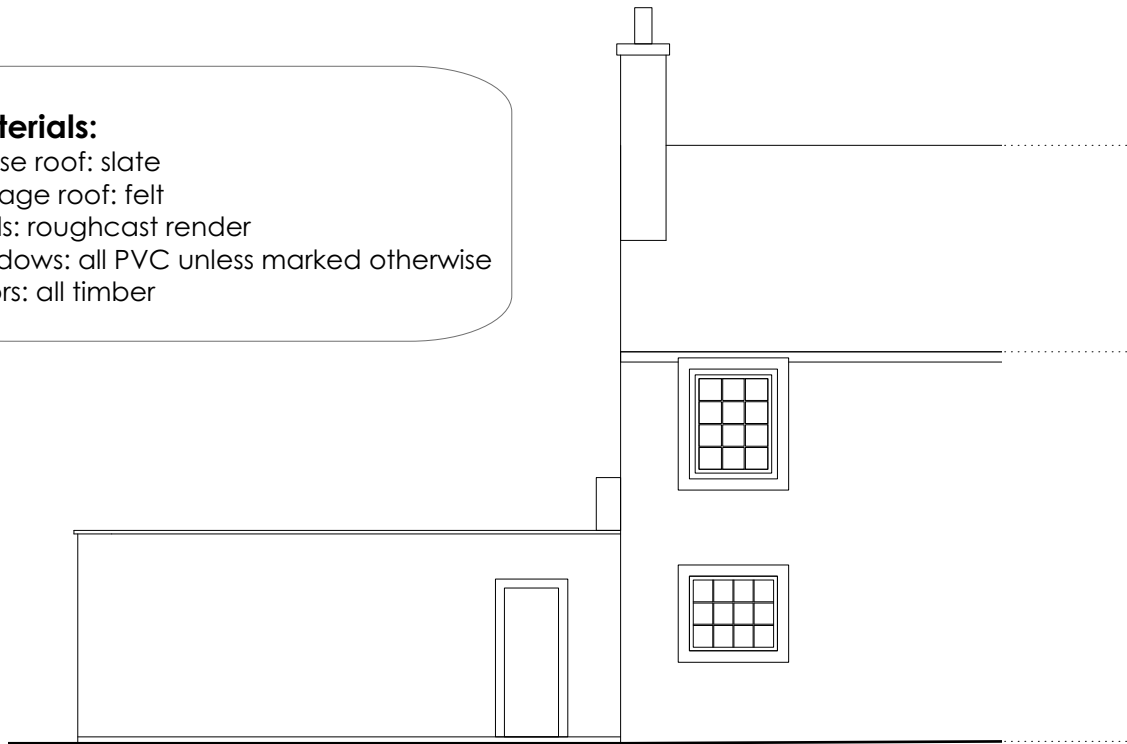 terials:
se roof: slate
age roof: felt
ls: roughcast render
dows: all PVC unless marked otherwise
rs: all timber